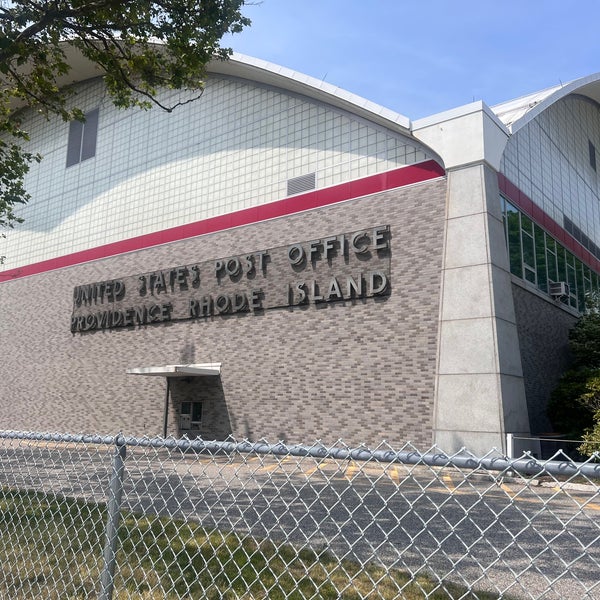 UNITED STATES POST OFFICE
PROVIDENCE RHODE ISLAND